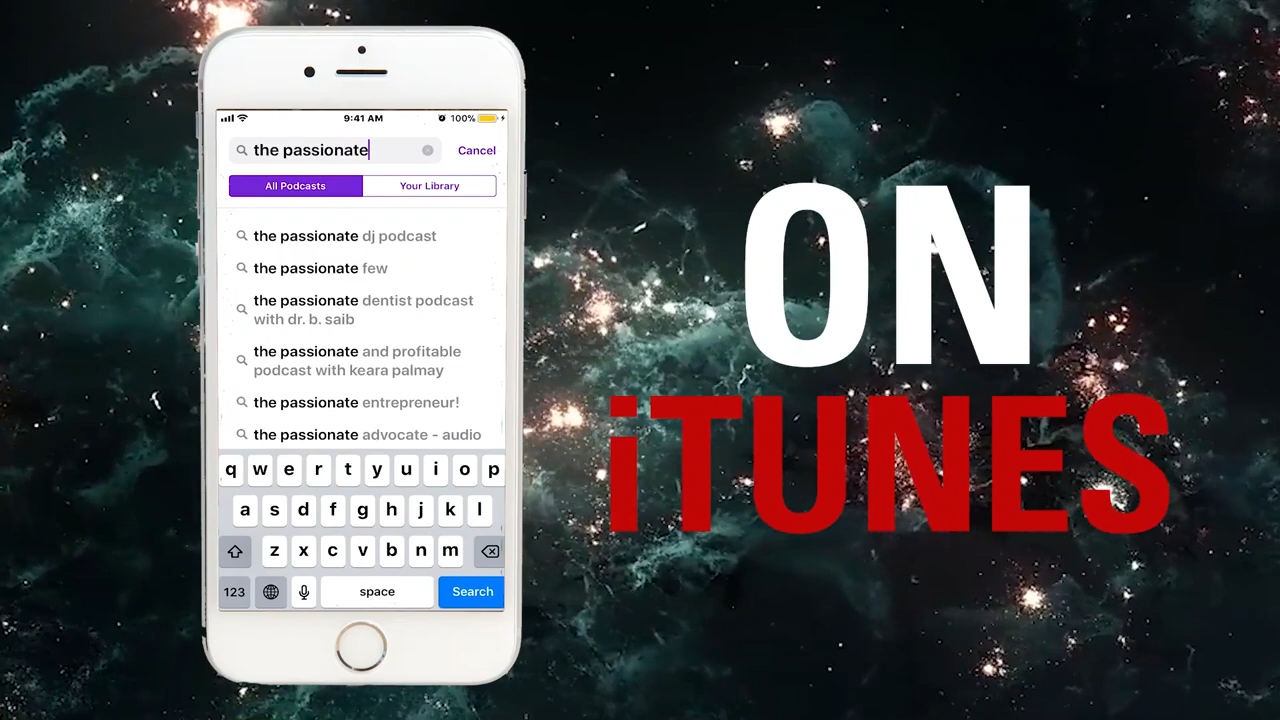 9:41 AM
100%
the passionate
Cancel
All Podcasts
Your Library
the passionate dj podcast
the passionate few
the passionate dentist podcast
with dr. b. saib
the passionate and profitable
podcast with keara palmay
the passionate entrepreneur!
the passionate advocate - audio
q w e r t y u i o p
a s d f g h j k l
z x c v b n m
123
space
Search
ON
iTUNES